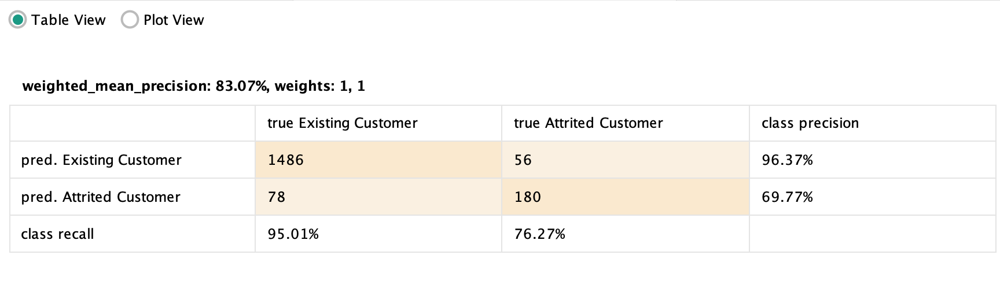 Table View Plot View
weighted_mean_precision: 83.07%, weights: 1, 1
true Existing Customer true Attrited Customer class precision
pred. Existing Customer 1486 56 96.37%
pred. Attrited Customer 78 180 69.77%
class recall 95.01% 76.27%